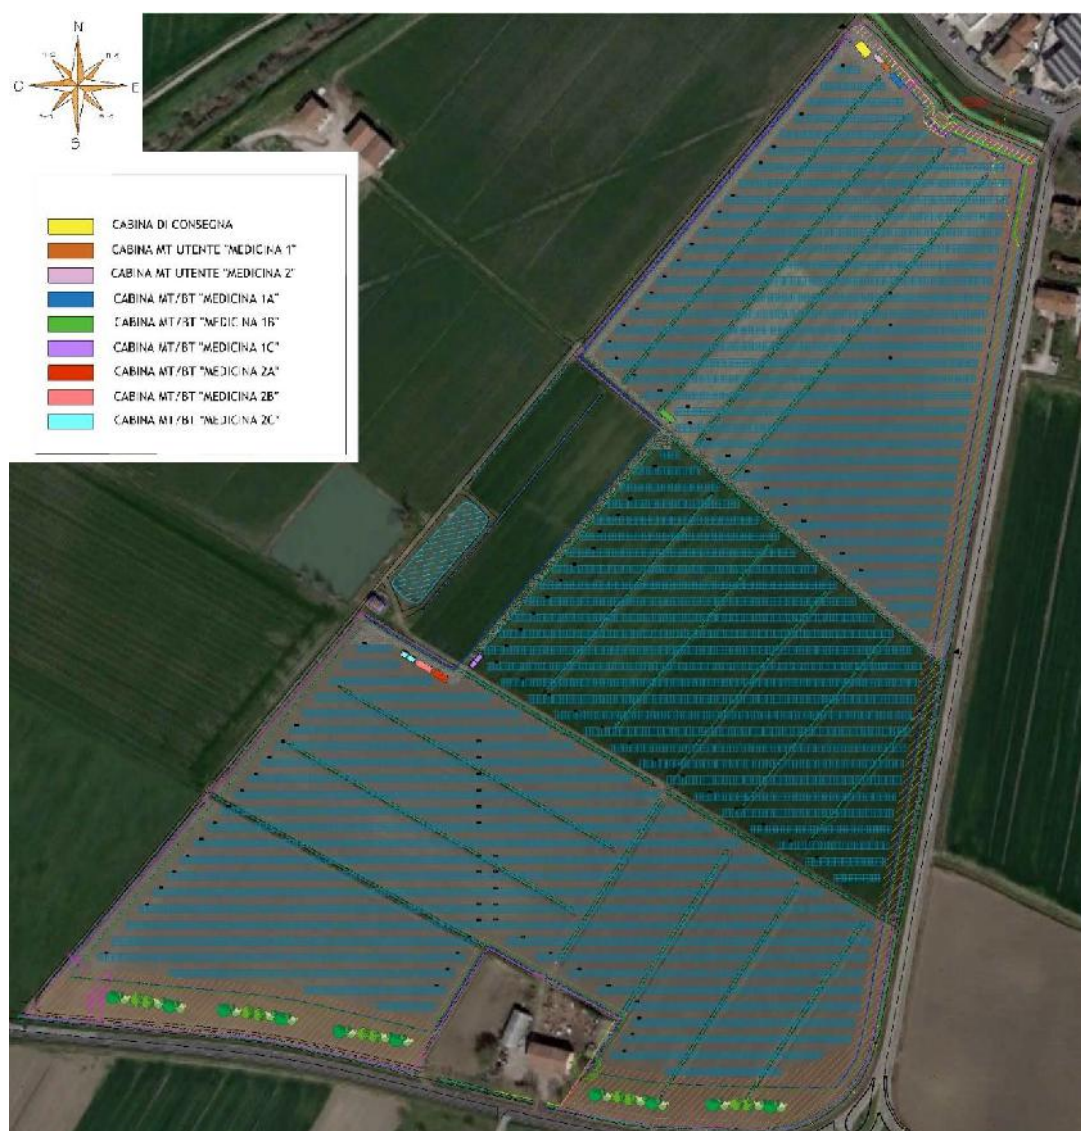 N
O
E
S
CABINA DI CONSEGNA
CABINA MT UTENTE "MEDICINA 1"
CABINA MT UTENTE "MEDICINA 2"
CABINA MT/BT "MEDICINA 1A"
CABINA MT/BT "MEDICINA 1B"
CABINA MT/BT "MEDICINA 1C"
CABINA MT/BT "MEDICINA 2A"
CABINA MT/BT "MEDICINA 2B"
CABINA MT/BT "MEDICINA 2C"